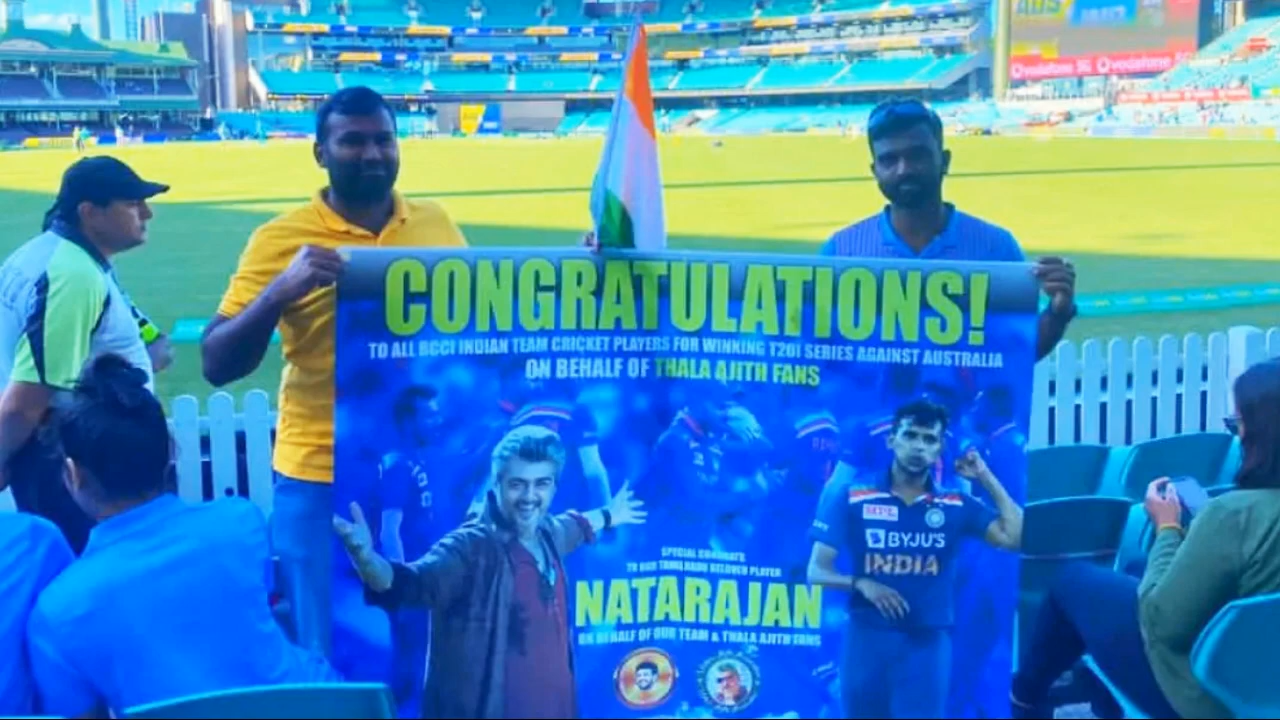 vodafone 5G vodafone
CONGRATULATIONS!
TO ALL BCCI INDIAN TEAM CRICKET PLAYERS FOR WINNING T20I SERIES AGAINST AUSTRALIA
ON BEHALF OF THALA AJITH FANS
MPL
BYJU'S
INDIA
SPECIAL CONGRATS
TO OUR TAMILNADU BELOVED PLAYER
NATARAJAN
ON BEHALF OF OUR TEAM & THALA AJITH FANS